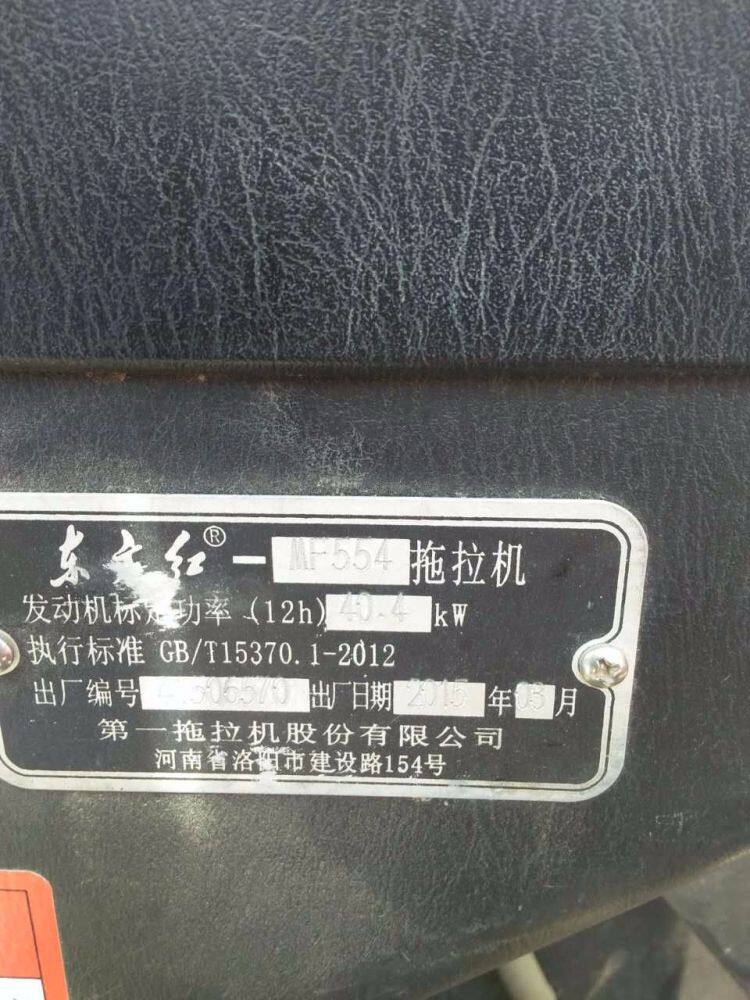 东方红®-MF554拖拉机
发动机标定功率(12h) 40.4 kW
执行标准 GB/T15370.1-2012
出厂编号 出厂日期 2015 年 03 月
第一拖拉机股份有限公司
河南省洛阳市建设路154号